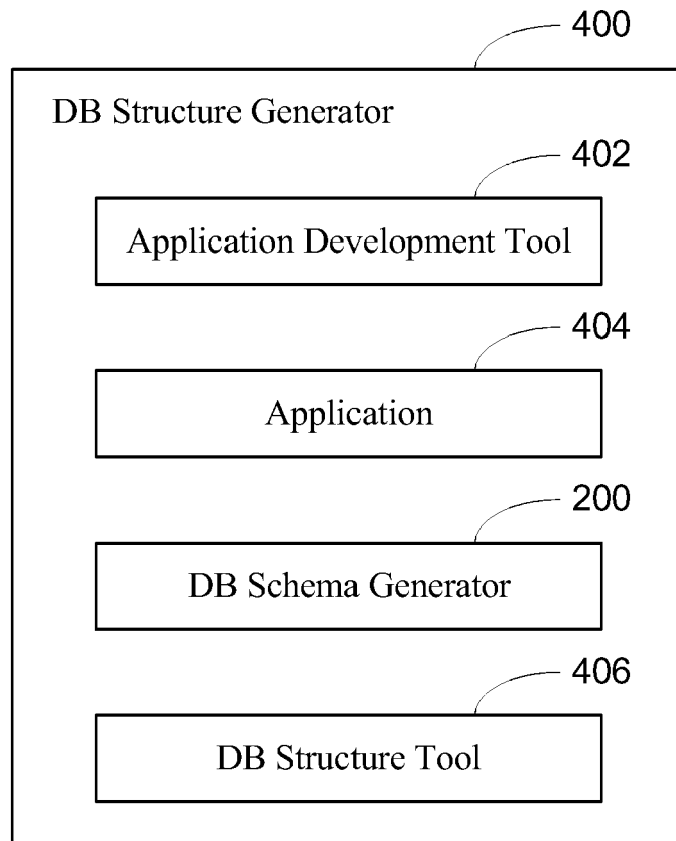 400
DB Structure Generator
402
Application Development Tool
404
Application
200
DB Schema Generator
406
DB Structure Tool